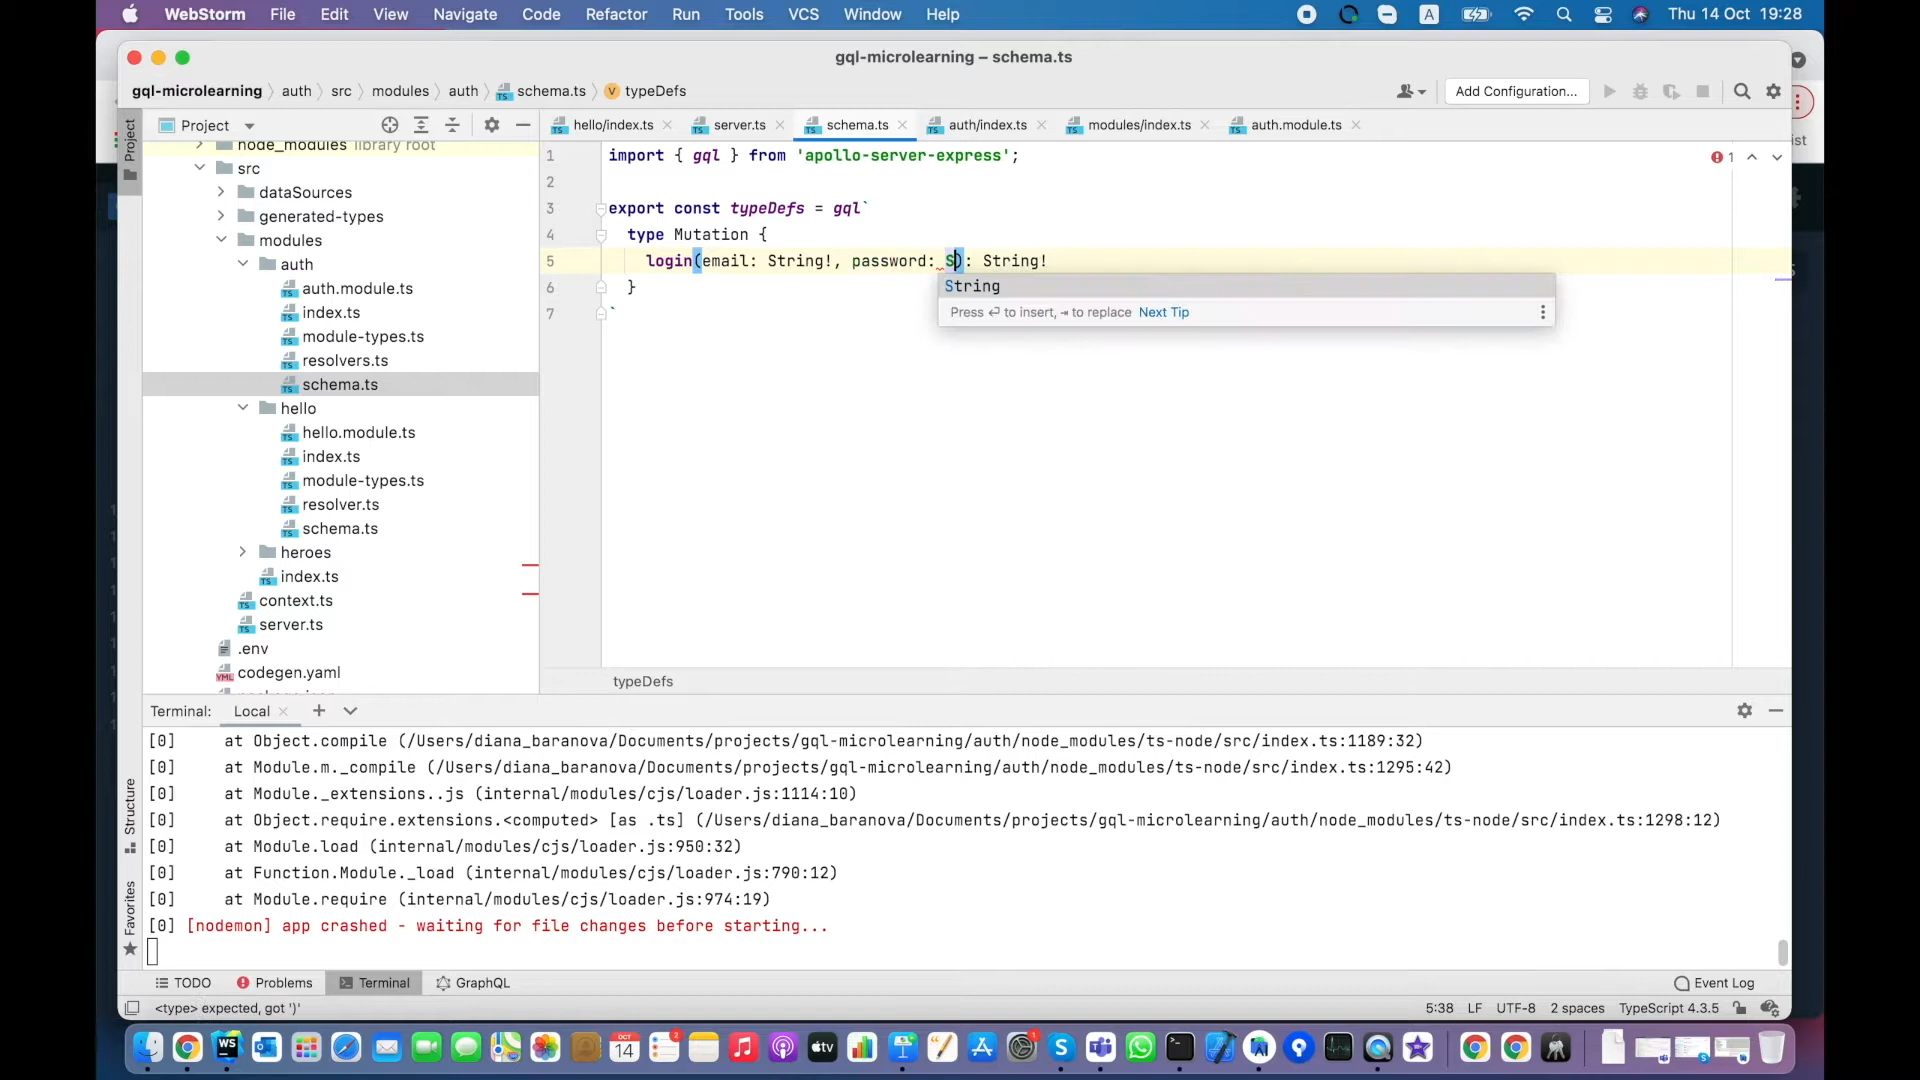 WebStorm File Edit View Navigate Code Refactor Run Tools VCS Window Help A Thu 14 Oct 19:28
gql-microlearning – schema.ts
gql-microlearning auth src modules auth schema.ts typeDefs Add Configuration...
Project
Project hello/index.ts server.ts schema.ts auth/index.ts modules/index.ts auth.module.ts
node_modules library root
src
dataSources
generated-types
modules
auth
auth.module.ts
index.ts
module-types.ts
resolvers.ts
schema.ts
hello
hello.module.ts
index.ts
module-types.ts
resolver.ts
schema.ts
heroes
index.ts
context.ts
server.ts
.env
codegen.yaml
1 import { gql } from 'apollo-server-express'; 1
2
3 export const typeDefs = gql`
4 type Mutation {
5 login(email: String!, password: S): String!
6 }
7 `
String
Press ↵ to insert, ⇥ to replace Next Tip
typeDefs
Terminal: Local
[0] at Object.compile (/Users/diana_baranova/Documents/projects/gql-microlearning/auth/node_modules/ts-node/src/index.ts:1189:32)
[0] at Module.m._compile (/Users/diana_baranova/Documents/projects/gql-microlearning/auth/node_modules/ts-node/src/index.ts:1295:42)
[0] at Module._extensions..js (internal/modules/cjs/loader.js:1114:10)
[0] at Object.require.extensions.<computed> [as .ts] (/Users/diana_baranova/Documents/projects/gql-microlearning/auth/node_modules/ts-node/src/index.ts:1298:12)
[0] at Module.load (internal/modules/cjs/loader.js:950:32)
[0] at Function.Module._load (internal/modules/cjs/loader.js:790:12)
[0] at Module.require (internal/modules/cjs/loader.js:974:19)
[0] [nodemon] app crashed - waiting for file changes before starting...
Structure
Favorites
TODO Problems Terminal GraphQL Event Log
<type> expected, got ')' 5:38 LF UTF-8 2 spaces TypeScript 4.3.5
WS OCT 14 2 tv 1